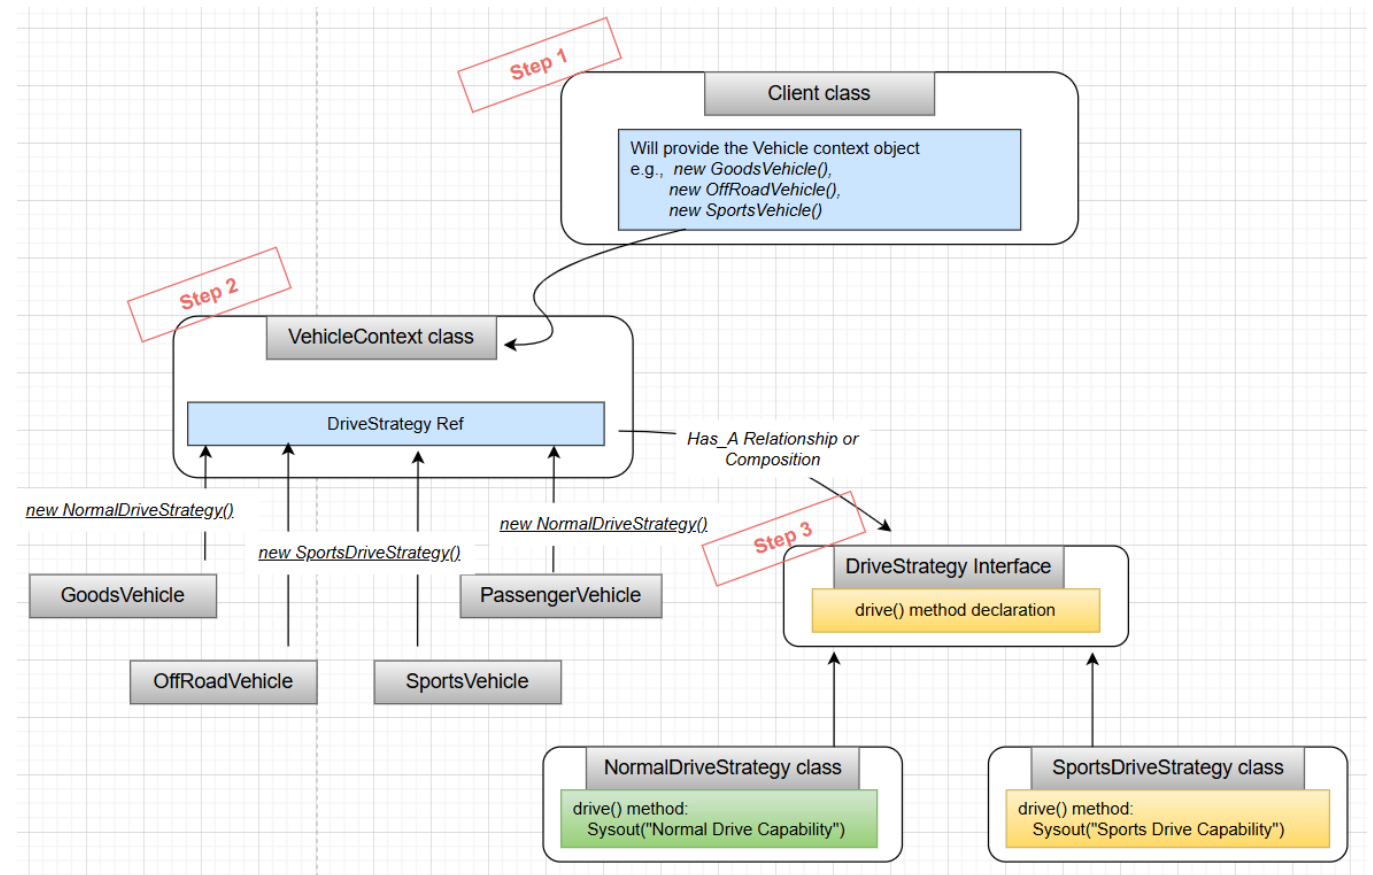 Step 1
Client class
Will provide the Vehicle context object
e.g., new GoodsVehicle(),
new OffRoadVehicle(),
new SportsVehicle()
Step 2
VehicleContext class
DriveStrategy Ref
Has_A Relationship or
Composition
new NormalDriveStrategy()
new SportsDriveStrategy()
new NormalDriveStrategy()
GoodsVehicle
PassengerVehicle
OffRoadVehicle
SportsVehicle
Step 3
DriveStrategy Interface
drive() method declaration
NormalDriveStrategy class
drive() method:
Sysout("Normal Drive Capability")
SportsDriveStrategy class
drive() method:
Sysout("Sports Drive Capability")